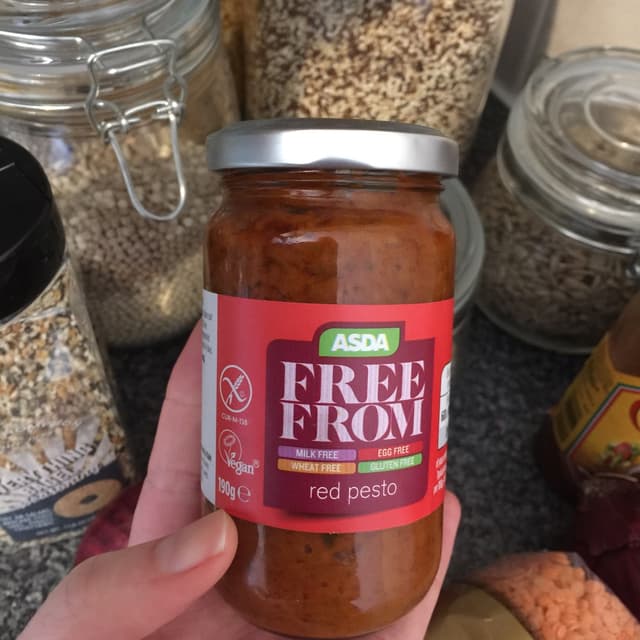 ASDA
FREE
FROM
MILK FREE
EGG FREE
WHEAT FREE
GLUTEN FREE
red pesto
Vegan
190g e